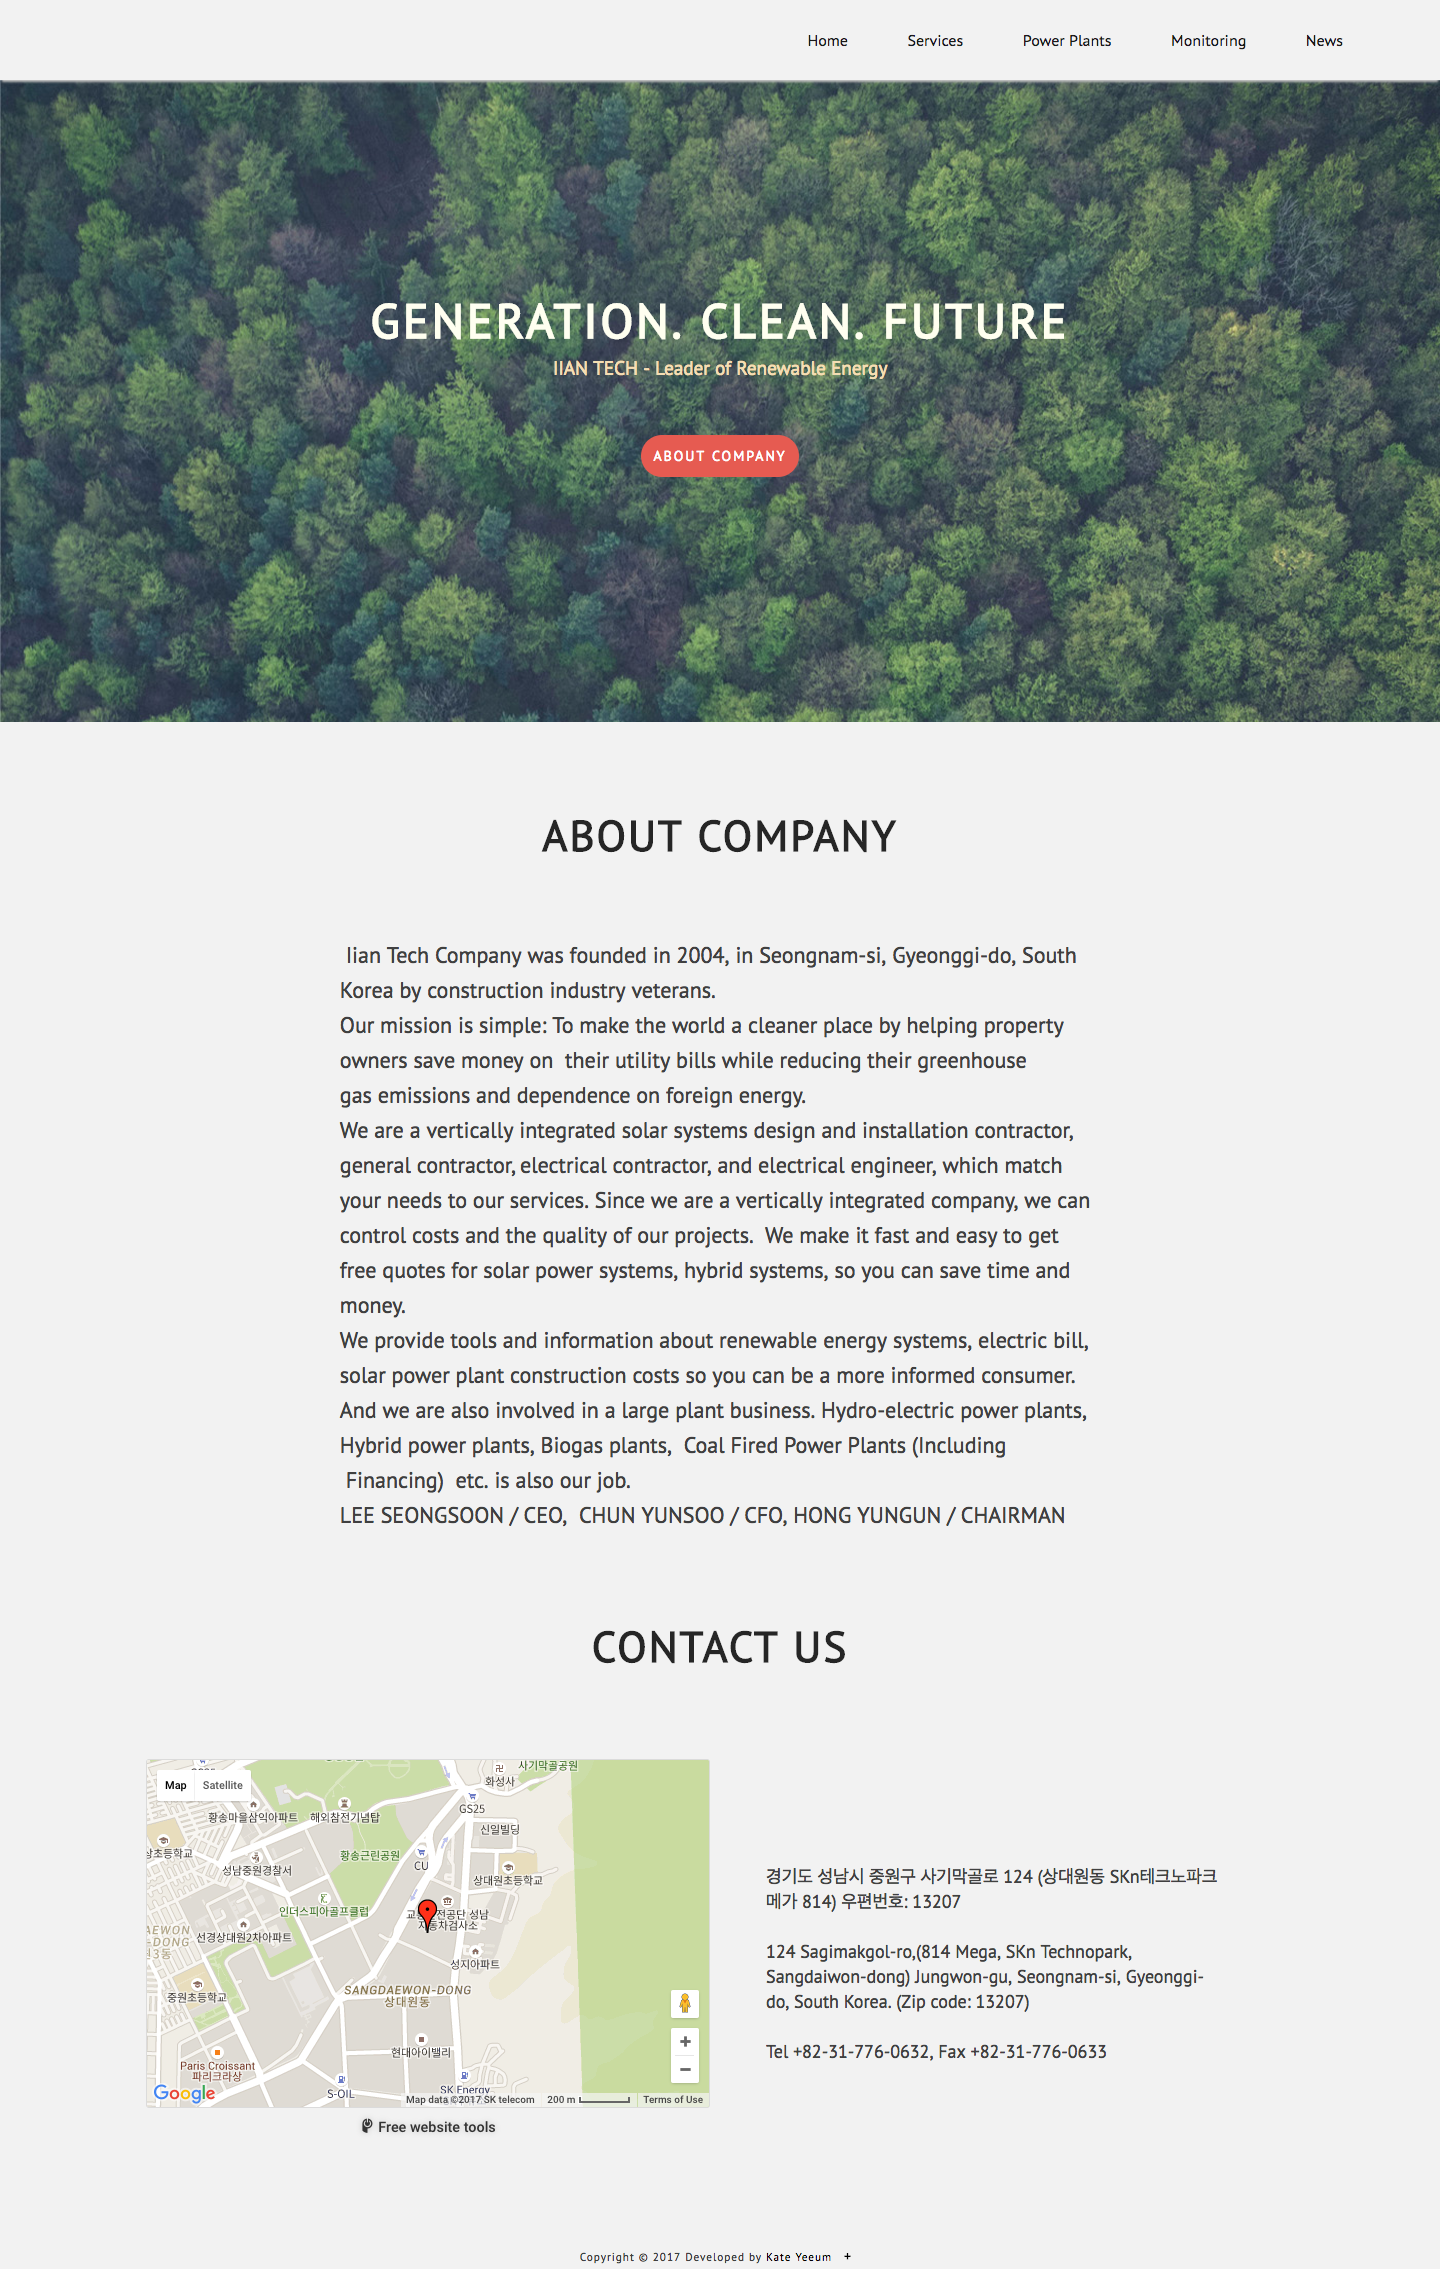 Home Services Power Plants Monitoring News
GENERATION. CLEAN. FUTURE
IIAN TECH - Leader of Renewable Energy
ABOUT COMPANY
ABOUT COMPANY
Iian Tech Company was founded in 2004, in Seongnam-si, Gyeonggi-do, South
Korea by construction industry veterans.
Our mission is simple: To make the world a cleaner place by helping property
owners save money on  their utility bills while reducing their greenhouse
gas emissions and dependence on foreign energy.
We are a vertically integrated solar systems design and installation contractor,
general contractor, electrical contractor, and electrical engineer, which match
your needs to our services. Since we are a vertically integrated company, we can
control costs and the quality of our projects.  We make it fast and easy to get
free quotes for solar power systems, hybrid systems, so you can save time and
money.
We provide tools and information about renewable energy systems, electric bill,
solar power plant construction costs so you can be a more informed consumer.
And we are also involved in a large plant business. Hydro-electric power plants,
Hybrid power plants, Biogas plants,  Coal Fired Power Plants (Including
Financing)  etc. is also our job.
LEE SEONGSOON / CEO,  CHUN YUNSOO / CFO, HONG YUNGUN / CHAIRMAN
CONTACT US
Map Satellite
사기막골공원
화성사
GS25
황송마을삼익아파트 해외참전기념탑
신일빌딩
상초등학교
황송근린공원
성남중원경찰서
CU
상대원초등학교
인더스피아골프클럽
전공단 성남
자동차검사소
AEWON
-DONG
3동
선경상대원2차아파트
성지아파트
SANGDAEWON-DONG
상대원동
중원초등학교
현대아이밸리
Paris Croissant
파리크라상
S-OIL
SK Energy
Google
Map data ©2017 SK telecom 200 m Terms of Use
Free website tools
경기도 성남시 중원구 사기막골로 124 (상대원동 SKn테크노파크
메가 814) 우편번호: 13207
124 Sagimakgol-ro,(814 Mega, SKn Technopark,
Sangdaiwon-dong) Jungwon-gu, Seongnam-si, Gyeonggi-
do, South Korea. (Zip code: 13207)
Tel +82-31-776-0632, Fax +82-31-776-0633
Copyright © 2017 Developed by Kate Yeeum +